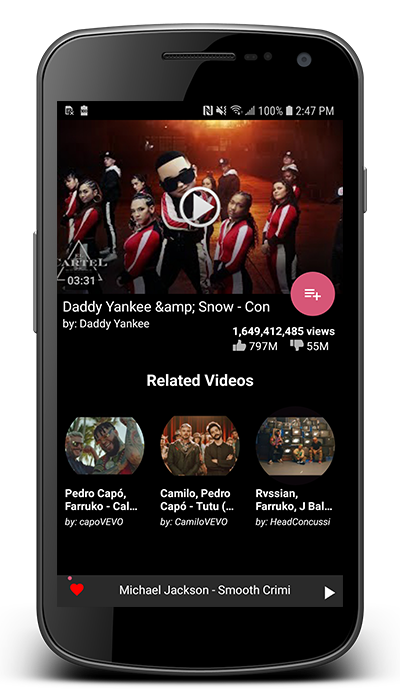 100% 2:47 PM
EL
CARTEL
03:31
Daddy Yankee &amp; Snow - Con
by: Daddy Yankee
1,649,412,485 views
797M 55M
Related Videos
Pedro Capó, Camilo, Pedro Rvssian,
Farruko - Cal… Capó - Tutu (… Farruko, J Bal…
by: capoVEVO by: CamiloVEVO by: HeadConcussi
Michael Jackson - Smooth Crimi